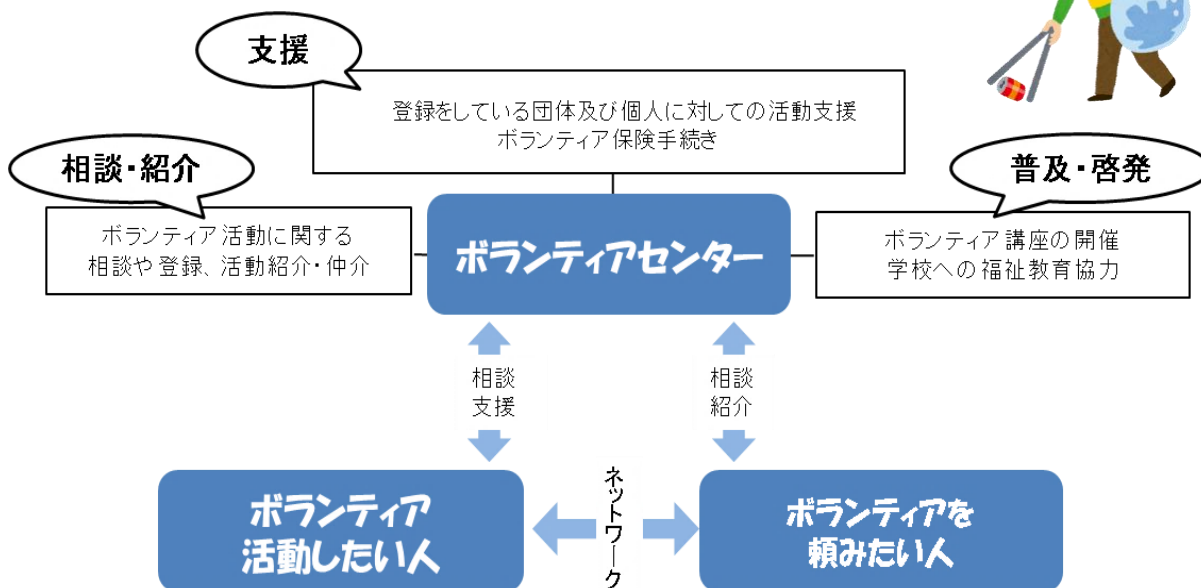 支援
登録をしている団体及び個人に対しての活動支援
ボランティア保険手続き
相談・紹介
ボランティア活動に関する
相談や登録、活動紹介・仲介
ボランティアセンター
普及・啓発
ボランティア講座の開催
学校への福祉教育協力
相談
支援
相談
紹介
ボランティア
活動したい人
ネットワーク
ボランティアを
頼みたい人